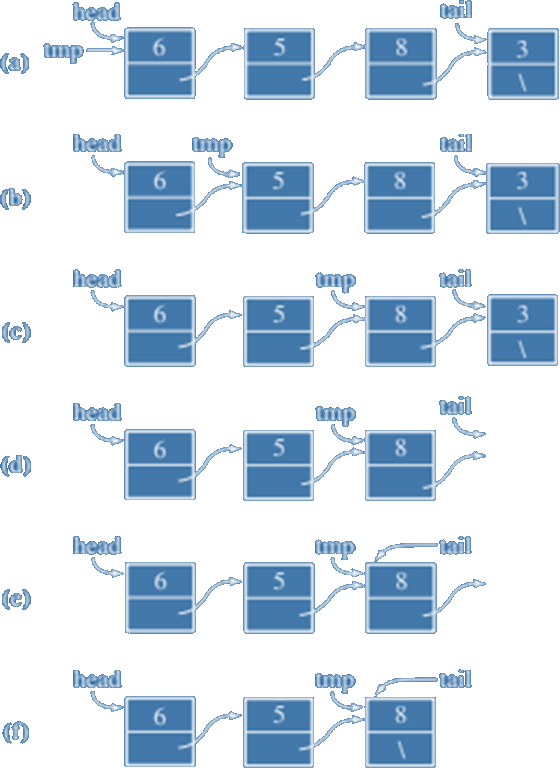 head tail
6 5 8 3
tmp
(a)
\
head tmp tail
6 5 8 3
(b)
\
head tmp tail
6 5 8 3
(c)
\
head tmp tail
6 5 8
(d)
head tmp tail
6 5 8
(e)
head tmp tail
6 5 8
(f)
\